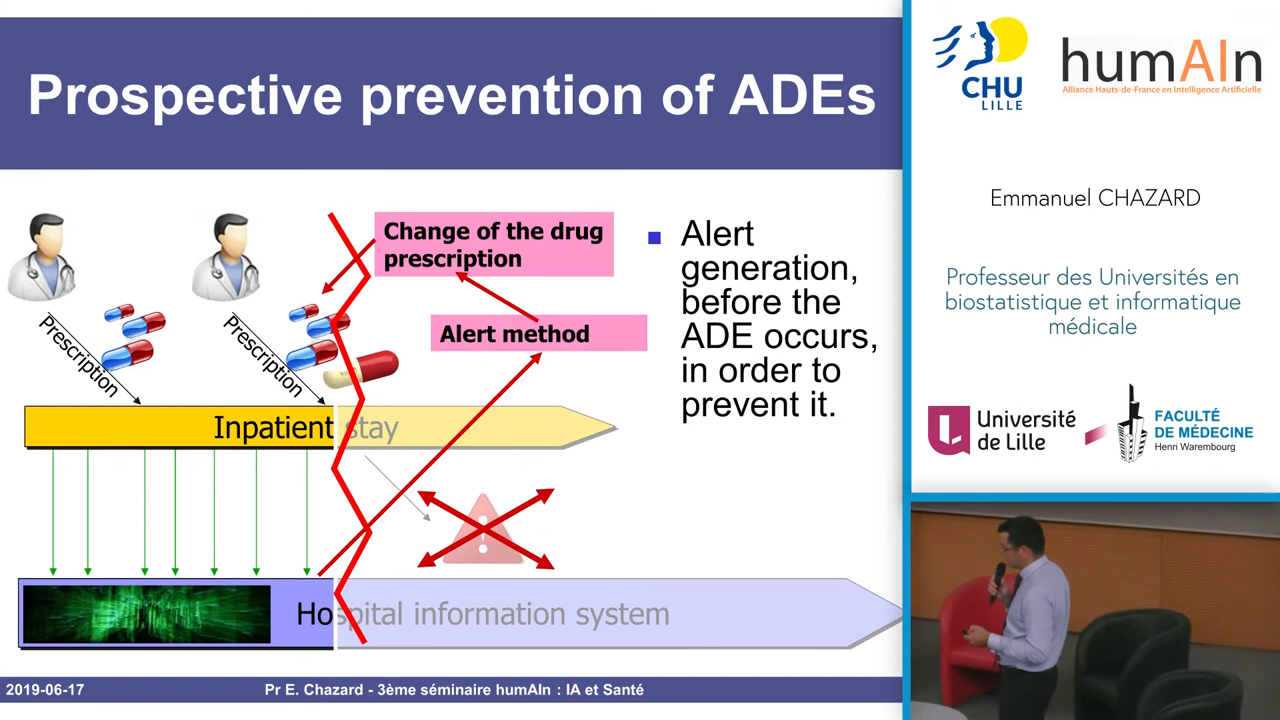 Prospective prevention of ADEs
Change of the drug
prescription
Alert method
Prescription
Prescription
Inpatient stay
Hospital information system
■ Alert
generation,
before the
ADE occurs,
in order to
prevent it.
2019-06-17
Pr E. Chazard - 3ème séminaire humAIn : IA et Santé
CHU
LILLE
humAIn
Alliance Hauts-de-France en Intelligence Artificielle
Emmanuel CHAZARD
Professeur des Universités en
biostatistique et informatique
médicale
Université
de Lille
FACULTÉ
DE MÉDECINE
Henri Warembourg